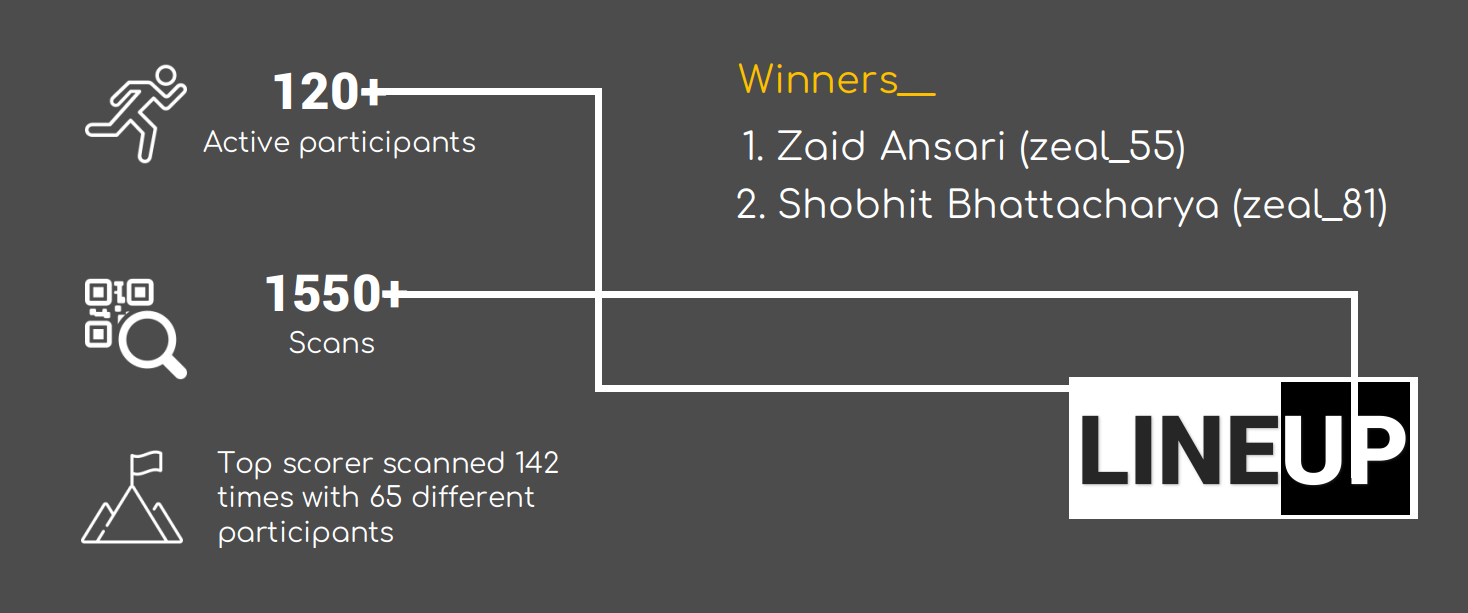 120+
Active participants
1550+
Scans
Top scorer scanned 142
times with 65 different
participants
Winners__
1. Zaid Ansari (zeal_55)
2. Shobhit Bhattacharya (zeal_81)
LINEUP